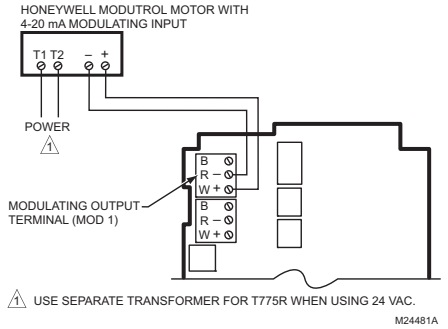 HONEYWELL MODUTROL MOTOR WITH
4-20 mA MODULATING INPUT
T1 T2 – +
POWER
1
B
R –
W +
MODULATING OUTPUT
TERMINAL (MOD 1)
B
R –
W +
1 USE SEPARATE TRANSFORMER FOR T775R WHEN USING 24 VAC.
M24481A